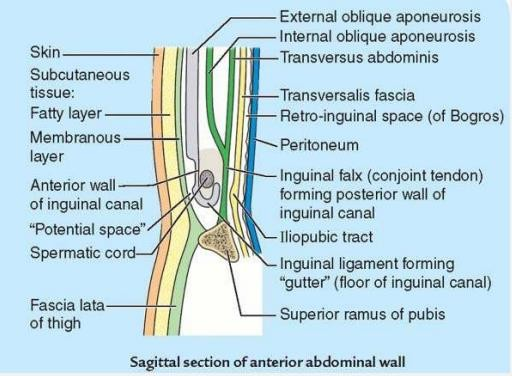 External oblique aponeurosis
Internal oblique aponeurosis
Transversus abdominis
Transversalis fascia
Retro-inguinal space (of Bogros)
Peritoneum
Inguinal falx (conjoint tendon)
forming posterior wall of
inguinal canal
Iliopubic tract
Inguinal ligament forming
“gutter” (floor of inguinal canal)
Superior ramus of pubis
Skin
Subcutaneous
tissue:
Fatty layer
Membranous
layer
Anterior wall
of inguinal canal
“Potential space”
Spermatic cord
Fascia lata
of thigh
Sagittal section of anterior abdominal wall